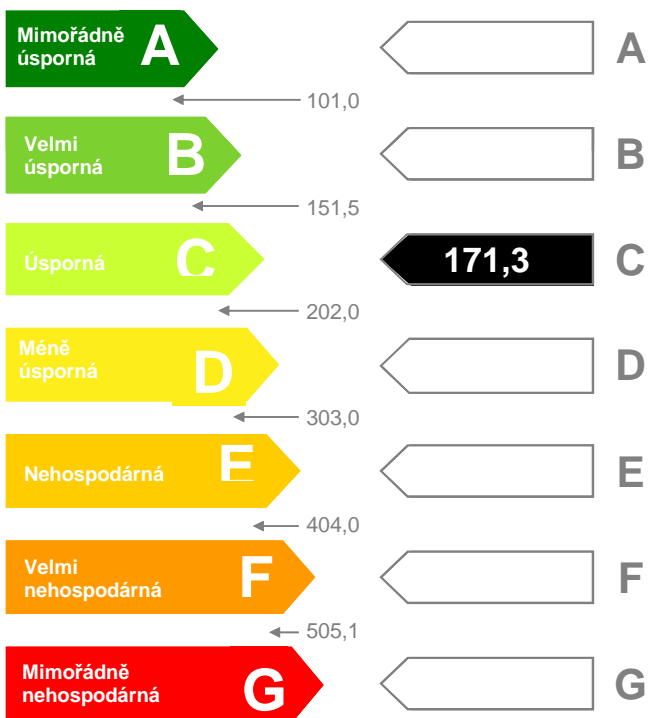 Mimořádně
úsporná
A
A
101,0
Velmi
úsporná
B
B
151,5
Úsporná
C
171,3
C
202,0
Méně
úsporná
D
D
303,0
Nehospodárná
E
E
404,0
Velmi
nehospodárná
F
F
505,1
Mimořádně
nehospodárná
G
G